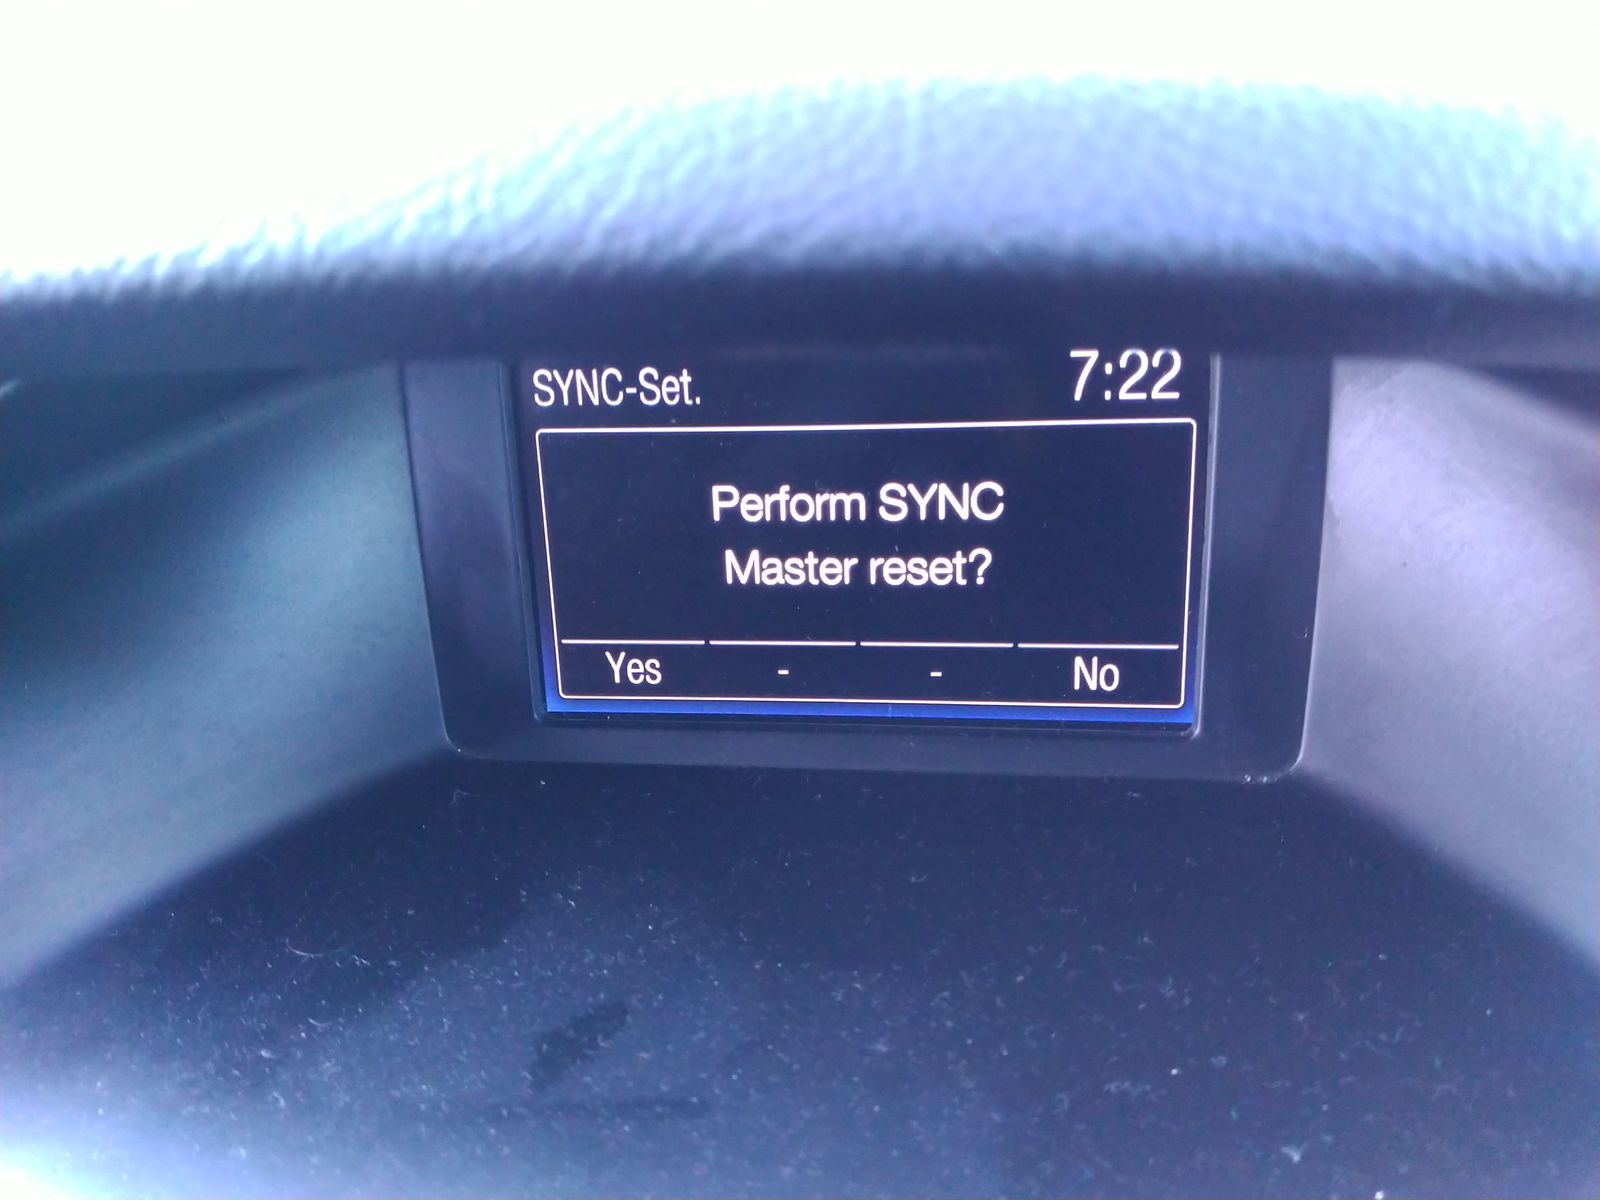 SYNC-Set. 7:22
Perform SYNC
Master reset?
Yes - - No